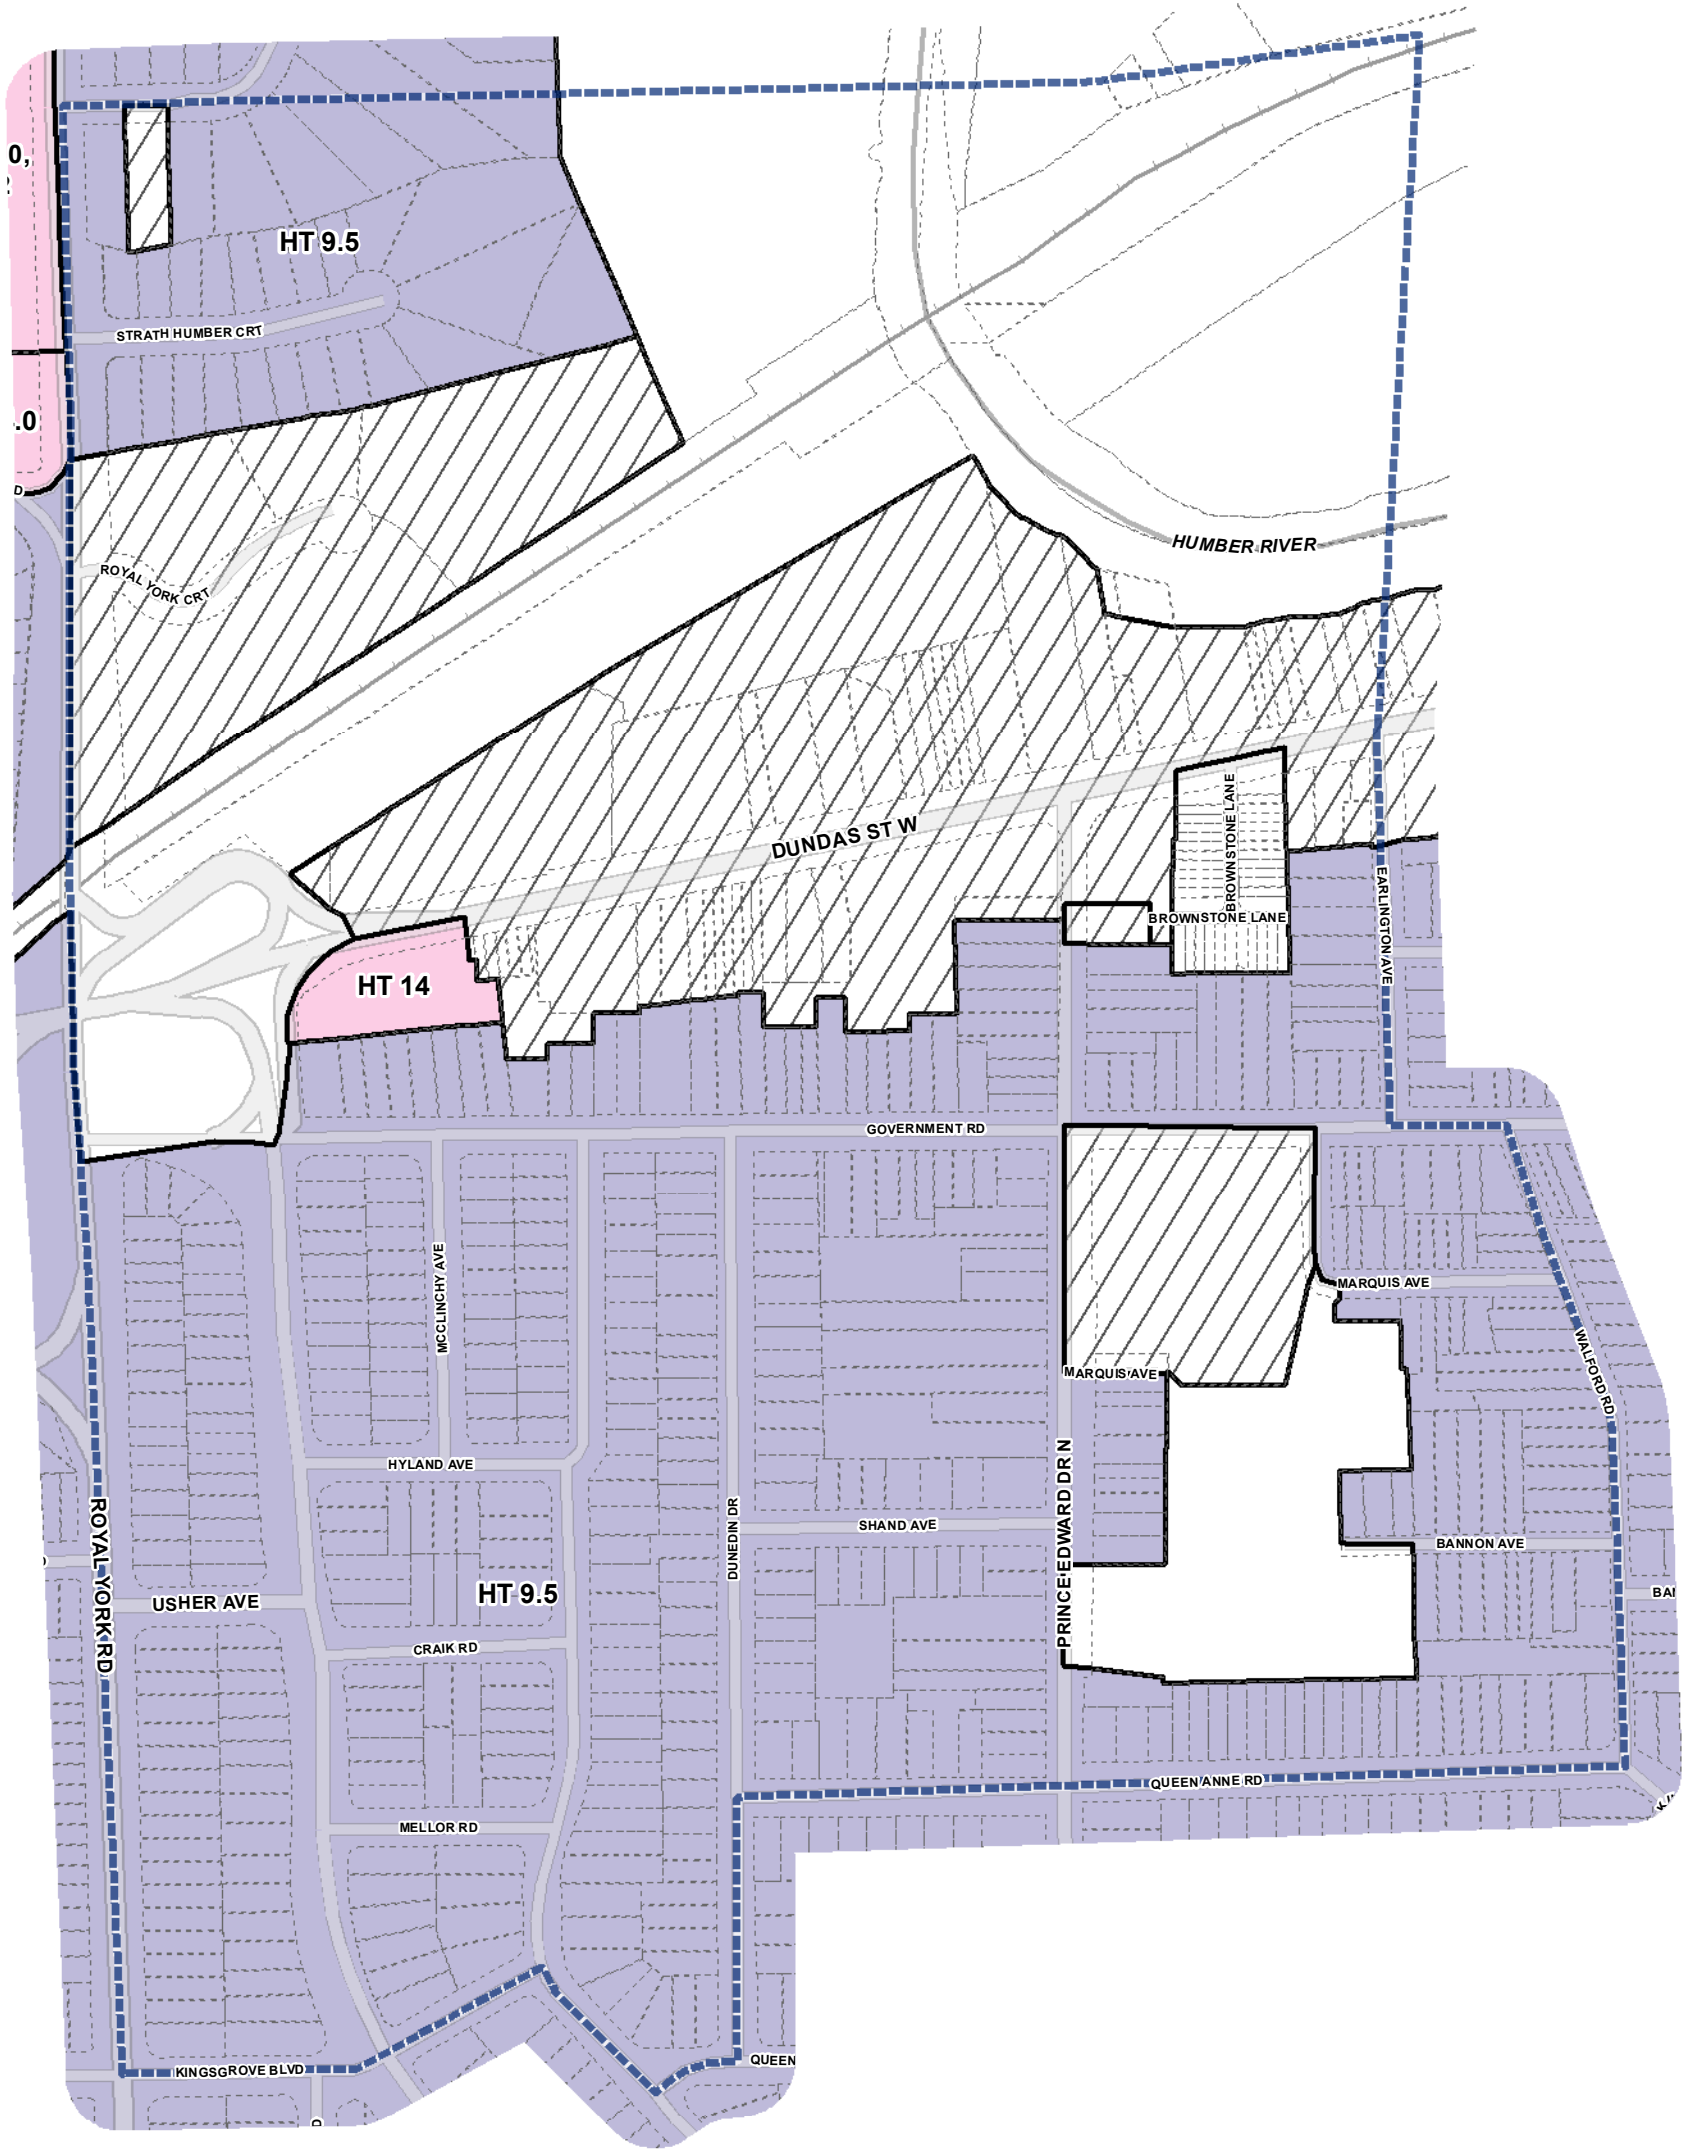 0,
HT 9.5
STRATH HUMBER CRT
.0
D
HUMBER RIVER
ROYAL YORK CRT
DUNDAS ST W
BROWNSTONE LANE
BROWNSTONE LANE
EARLINGTON AVE
HT 14
GOVERNMENT RD
MCCLINCHY AVE
MARQUIS AVE
WALFORD RD
MARQUIS AVE
HYLAND AVE
PRINCE EDWARD DR N
DUNEDIN DR
SHAND AVE
BANNON AVE
ROYAL YORK RD
HT 9.5
USHER AVE
BAN
CRAIK RD
QUEEN ANNE RD
MELLOR RD
QUEEN
KINGSGROVE BLVD
D